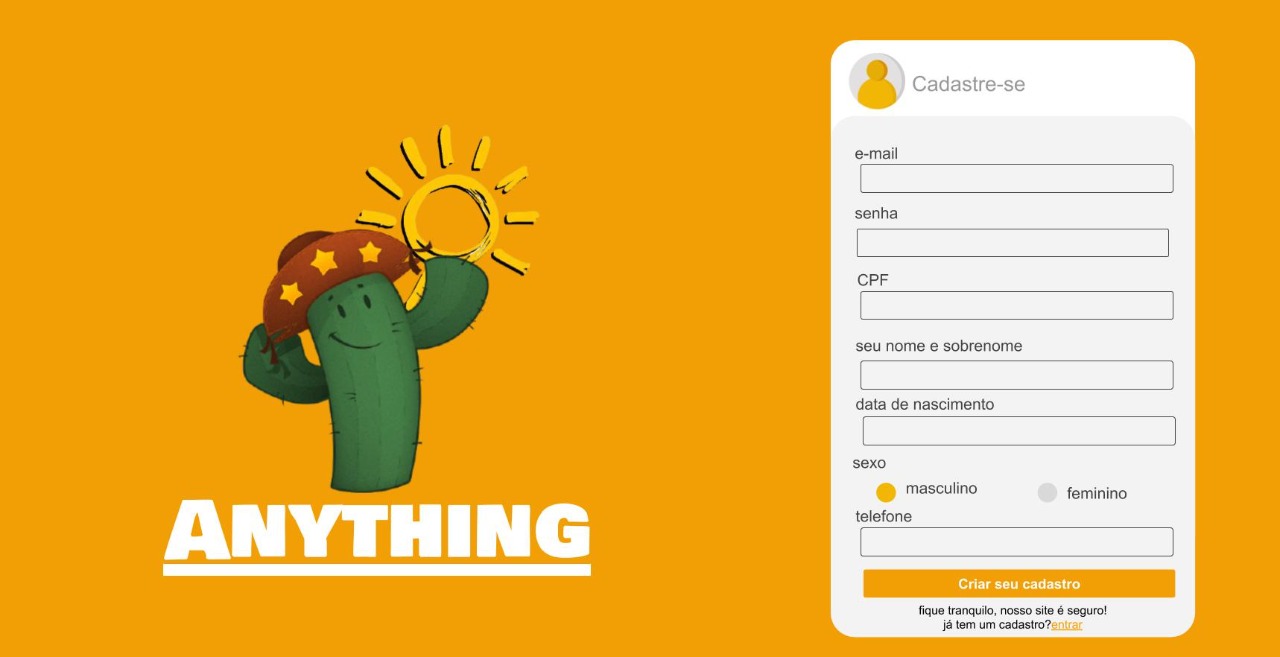 ANYTHING
Cadastre-se
e-mail
senha
CPF
seu nome e sobrenome
data de nascimento
sexo
masculino
feminino
telefone
Criar seu cadastro
fique tranquilo, nosso site é seguro!
já tem um cadastro?entrar